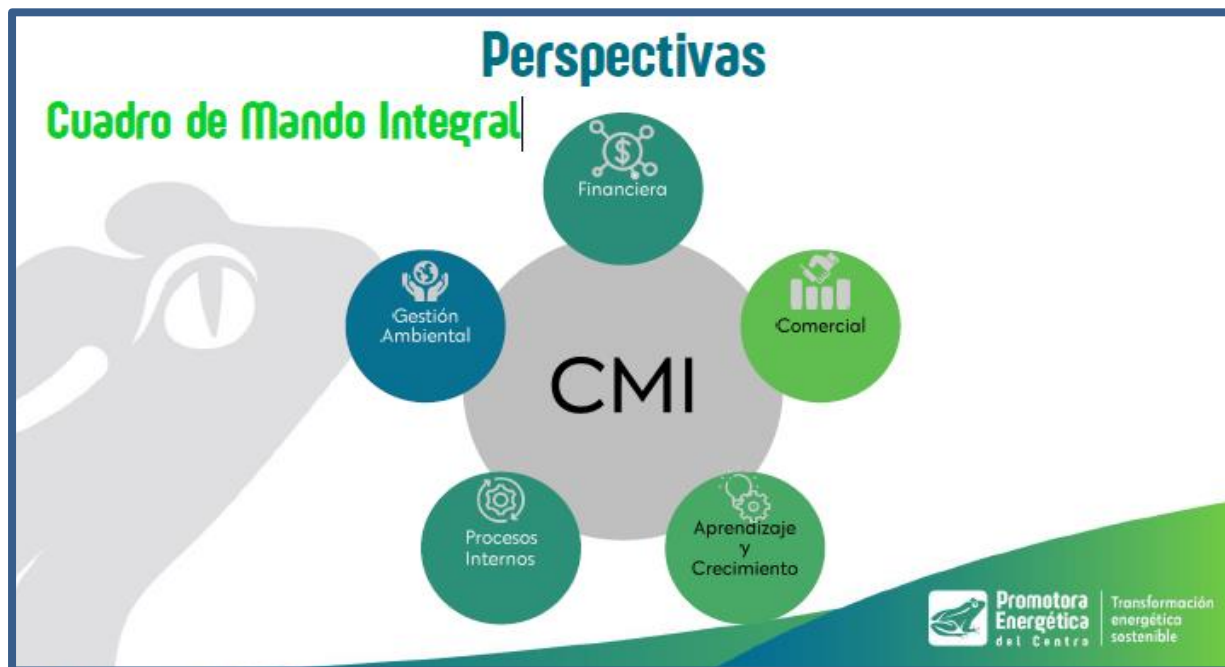 Perspectivas
Cuadro de Mando Integral
$
Financiera
Gestión
Ambiental
Comercial
CMI
Procesos
Internos
Aprendizaje
y
Crecimiento
Promotora
Energética
del Centro
Transformación
energética
sostenible